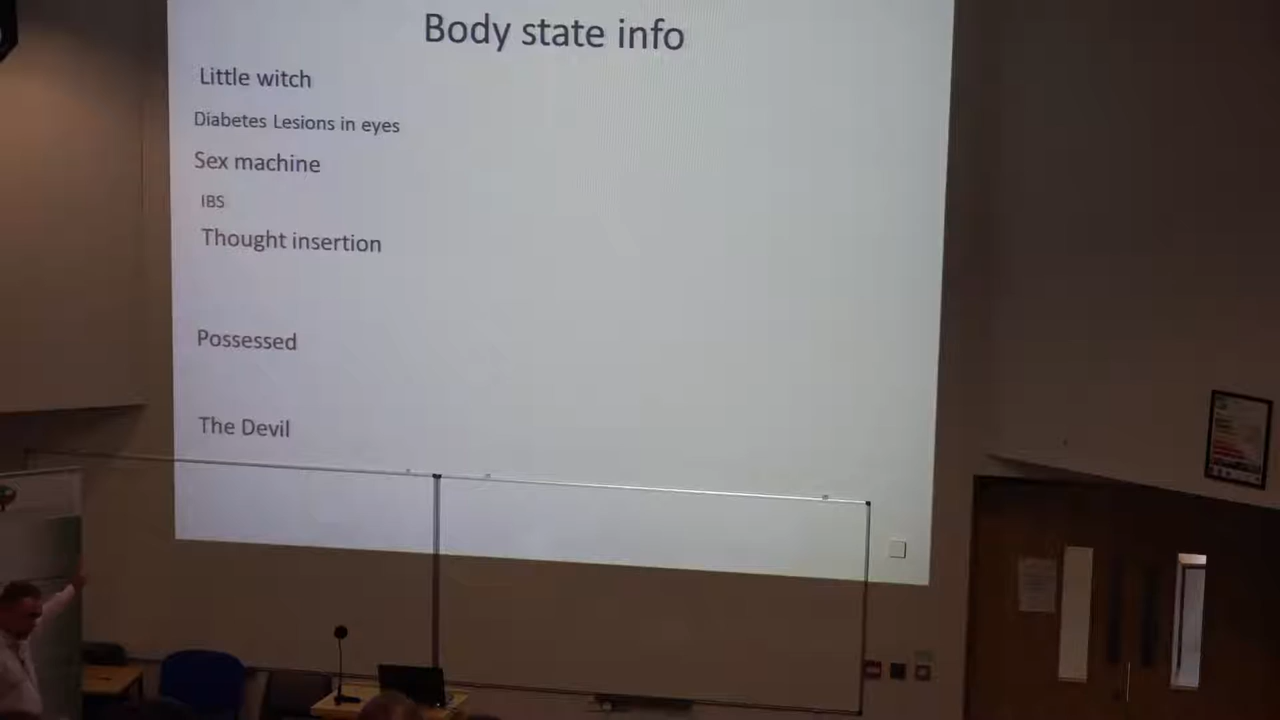 Body state info
Little witch
Diabetes Lesions in eyes
Sex machine
IBS
Thought insertion
Possessed
The Devil